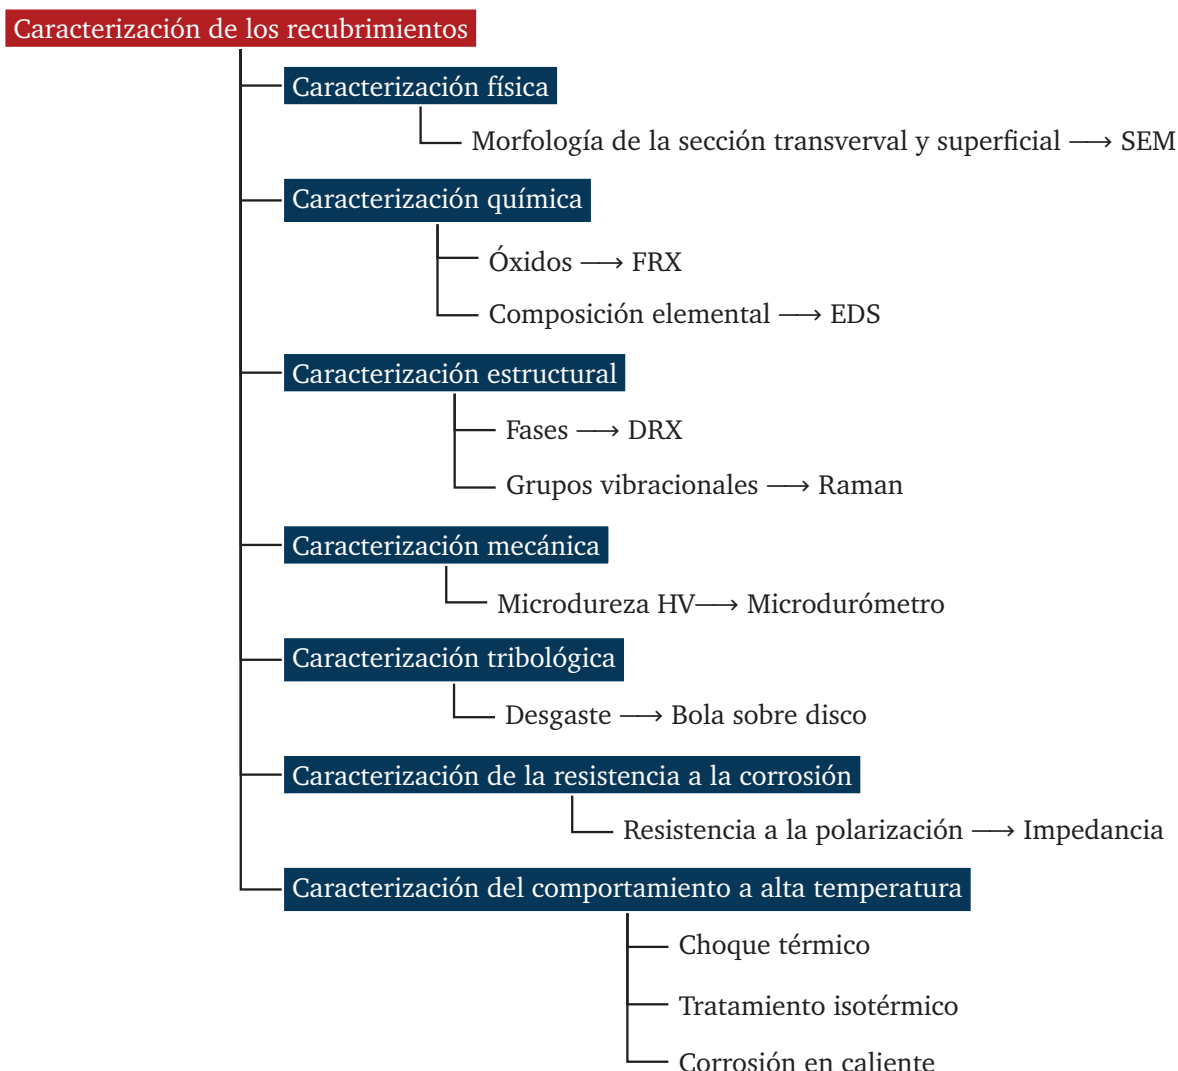 Caracterización de los recubrimientos
Caracterización física
Morfología de la sección transverval y superficial ⟶ SEM
Caracterización química
Óxidos ⟶ FRX
Composición elemental ⟶ EDS
Caracterización estructural
Fases ⟶ DRX
Grupos vibracionales ⟶ Raman
Caracterización mecánica
Microdureza HV⟶ Microdurómetro
Caracterización tribológica
Desgaste ⟶ Bola sobre disco
Caracterización de la resistencia a la corrosión
Resistencia a la polarización ⟶ Impedancia
Caracterización del comportamiento a alta temperatura
Choque térmico
Tratamiento isotérmico
Corrosión en caliente